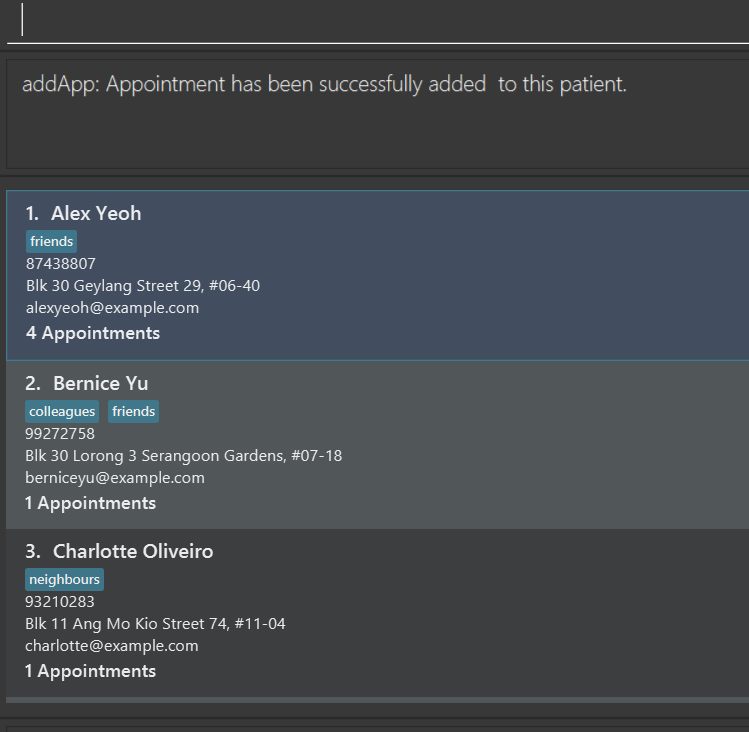 addApp: Appointment has been successfully added  to this patient.
1. Alex Yeoh
friends
87438807
Blk 30 Geylang Street 29, #06-40
alexyeoh@example.com
4 Appointments
2. Bernice Yu
colleagues friends
99272758
Blk 30 Lorong 3 Serangoon Gardens, #07-18
berniceyu@example.com
1 Appointments
3. Charlotte Oliveiro
neighbours
93210283
Blk 11 Ang Mo Kio Street 74, #11-04
charlotte@example.com
1 Appointments